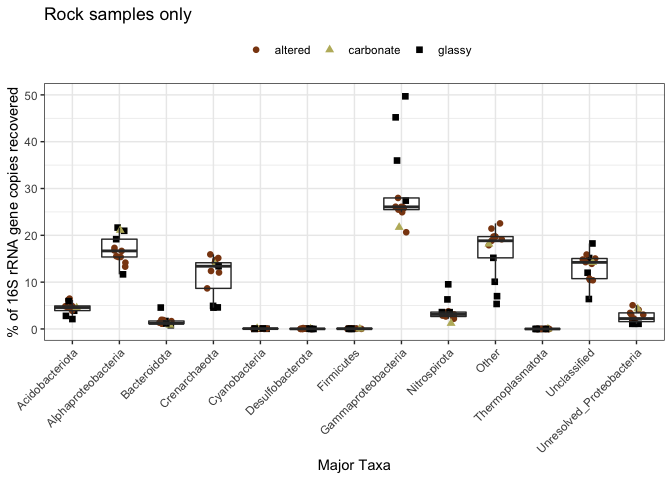 Rock samples only
altered carbonate glassy
% of 16S rRNA gene copies recovered
50
40
30
20
10
0
Acidobacteriota
Alphaproteobacteria
Bacteroidota
Crenarchaeota
Cyanobacteria
Desulfobacterota
Firmicutes
Gammaproteobacteria
Nitrospirota
Other
Thermoplasmatota
Unclassified
Unresolved_Proteobacteria
Major Taxa